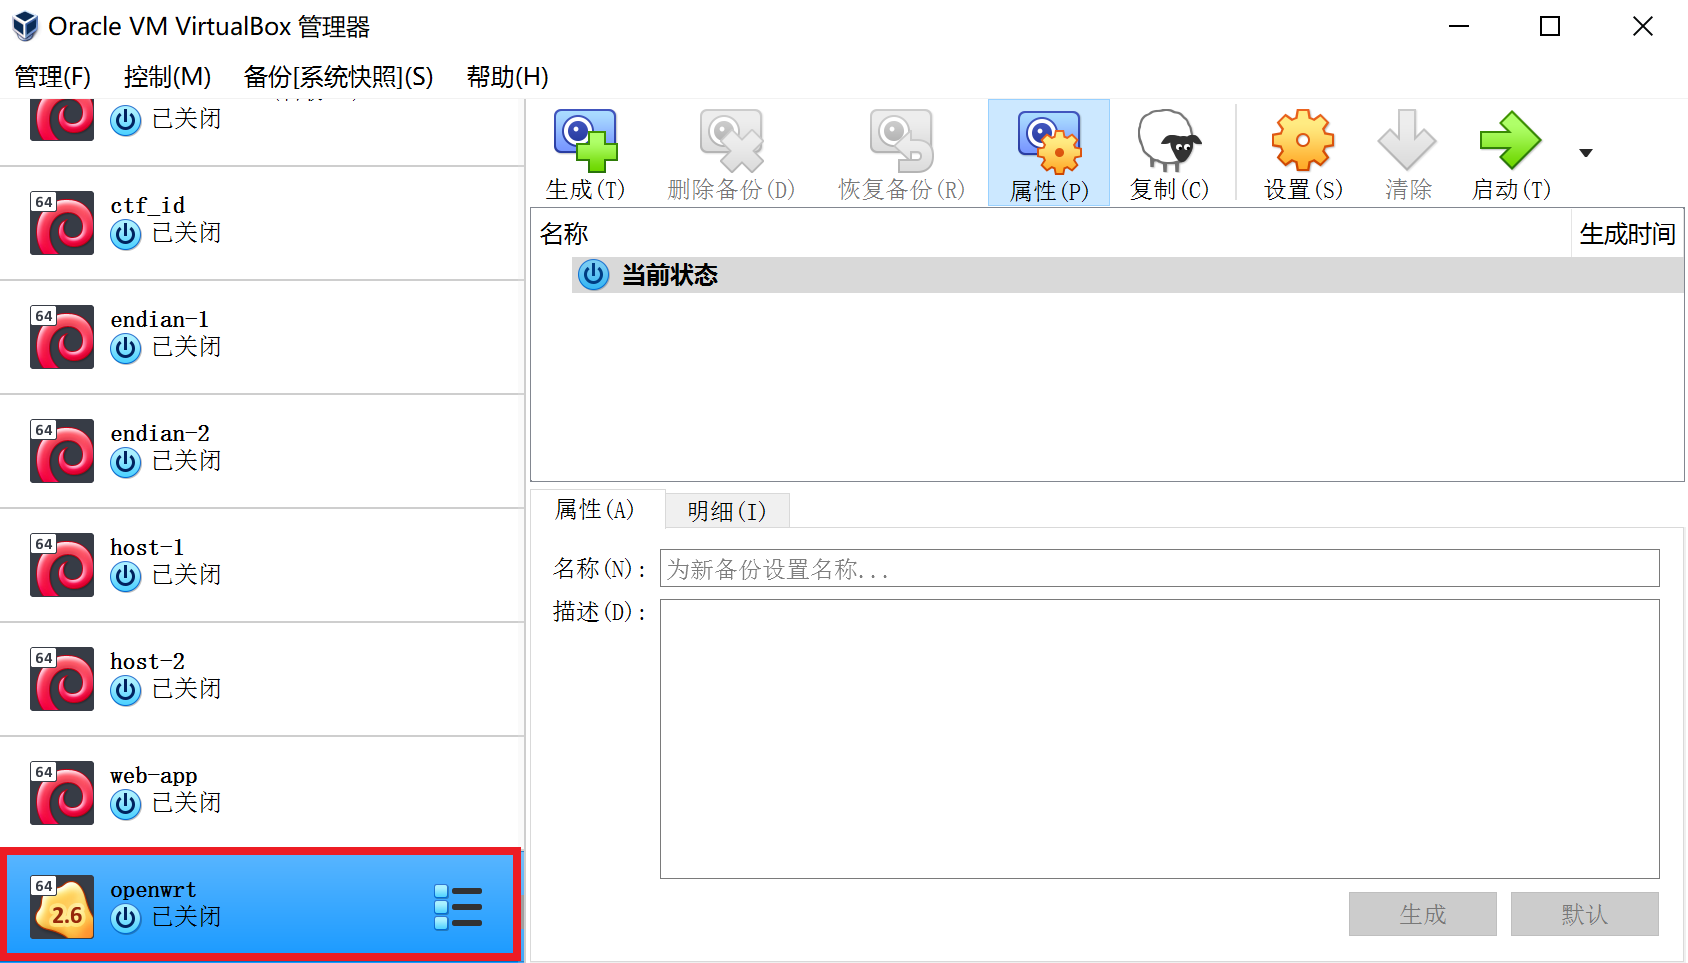 Oracle VM VirtualBox 管理器
管理(F) 控制(M) 备份[系统快照](S) 帮助(H)
已关闭
64
ctf_id
已关闭
64
endian-1
已关闭
64
endian-2
已关闭
64
host-1
已关闭
64
host-2
已关闭
64
web-app
已关闭
64
2.6
openwrt
已关闭
生成(T) 删除备份(D) 恢复备份(R) 属性(P) 复制(C) 设置(S) 清除 启动(T)
名称 生成时间
当前状态
属性(A) 明细(I)
名称(N): 为新备份设置名称...
描述(D):
生成 默认